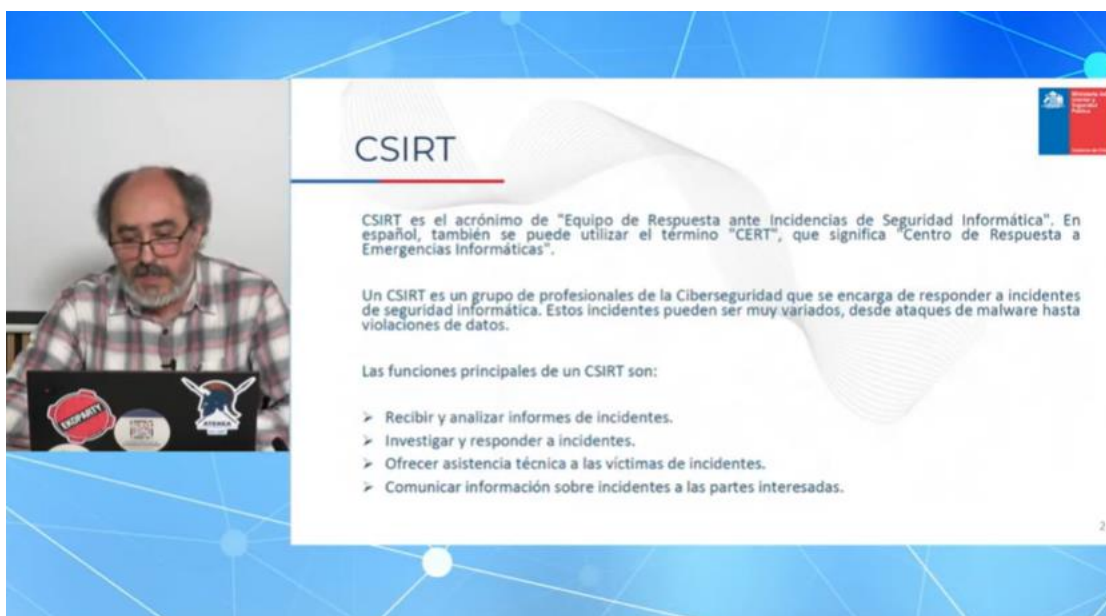 CSIRT
CSIRT es el acrónimo de "Equipo de Respuesta ante Incidencias de Seguridad Informática". En
español, también se puede utilizar el término "CERT", que significa "Centro de Respuesta a
Emergencias Informáticas".
Un CSIRT es un grupo de profesionales de la Ciberseguridad que se encarga de responder a incidentes
de seguridad informática. Estos incidentes pueden ser muy variados, desde ataques de malware hasta
violaciones de datos.
Las funciones principales de un CSIRT son:
➢ Recibir y analizar informes de incidentes.
➢ Investigar y responder a incidentes.
➢ Ofrecer asistencia técnica a las víctimas de incidentes.
➢ Comunicar información sobre incidentes a las partes interesadas.
2
EKOPARTY
ATENEA